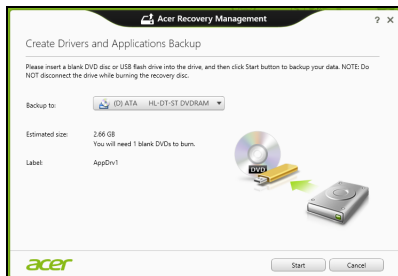 Acer Recovery Management
? ×
Create Drivers and Applications Backup
Please insert a blank DVD disc or USB flash drive into the drive, and then click Start button to backup your data. NOTE: Do
NOT disconnect the drive while burning the recovery disc.
Backup to: (D) ATA HL-DT-ST DVDRAM
Estimated size: 2.66 GB
You will need 1 blank DVDs to burn.
Label: AppDrv1
DVD
acer Start Cancel